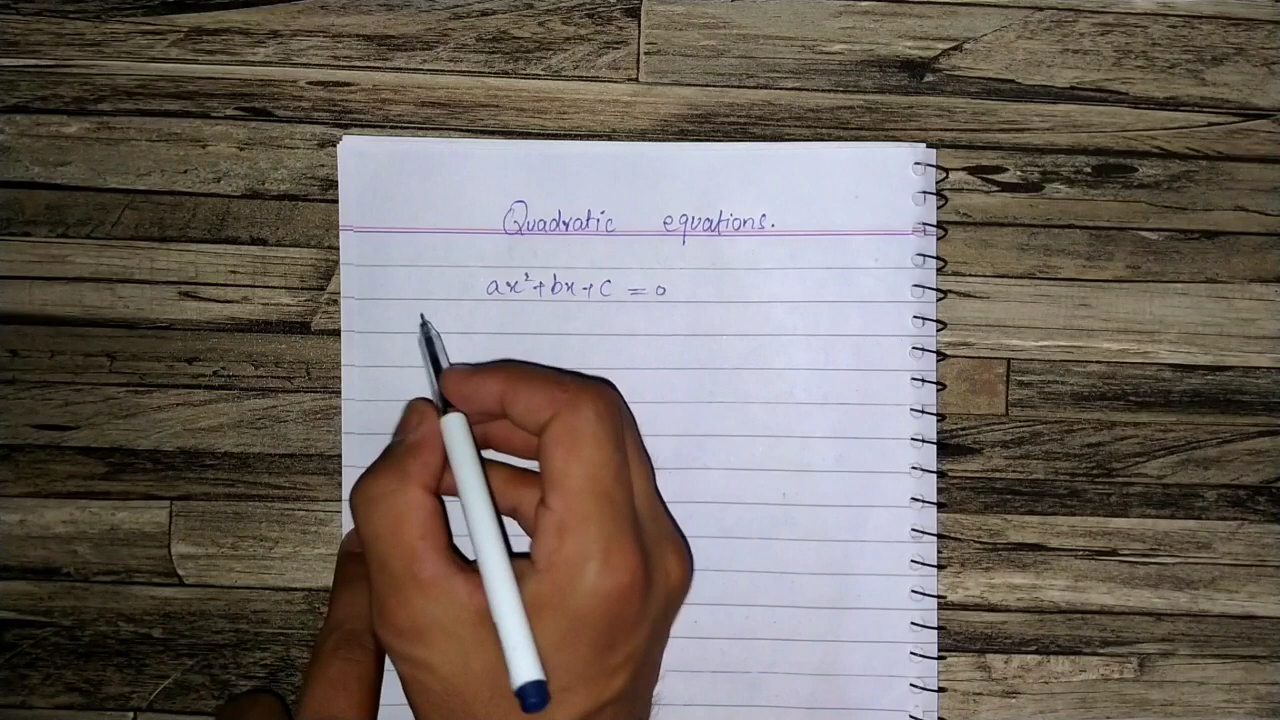 Quadratic equations.
ax²+bx+c = 0